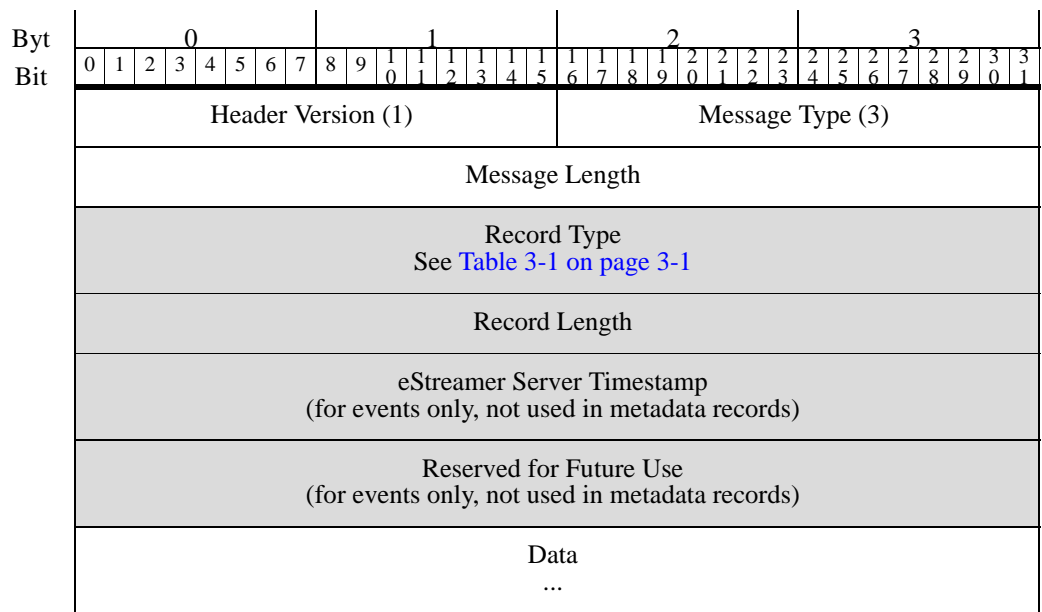 Byt 0 1 2 3
Bit 0 1 2 3 4 5 6 7 8 9 10 11 12 13 14 15 16 17 18 19 20 21 22 23 24 25 26 27 28 29 30 31
Header Version (1) Message Type (3)
Message Length
Record Type
See Table 3-1 on page 3-1
Record Length
eStreamer Server Timestamp
(for events only, not used in metadata records)
Reserved for Future Use
(for events only, not used in metadata records)
Data
...